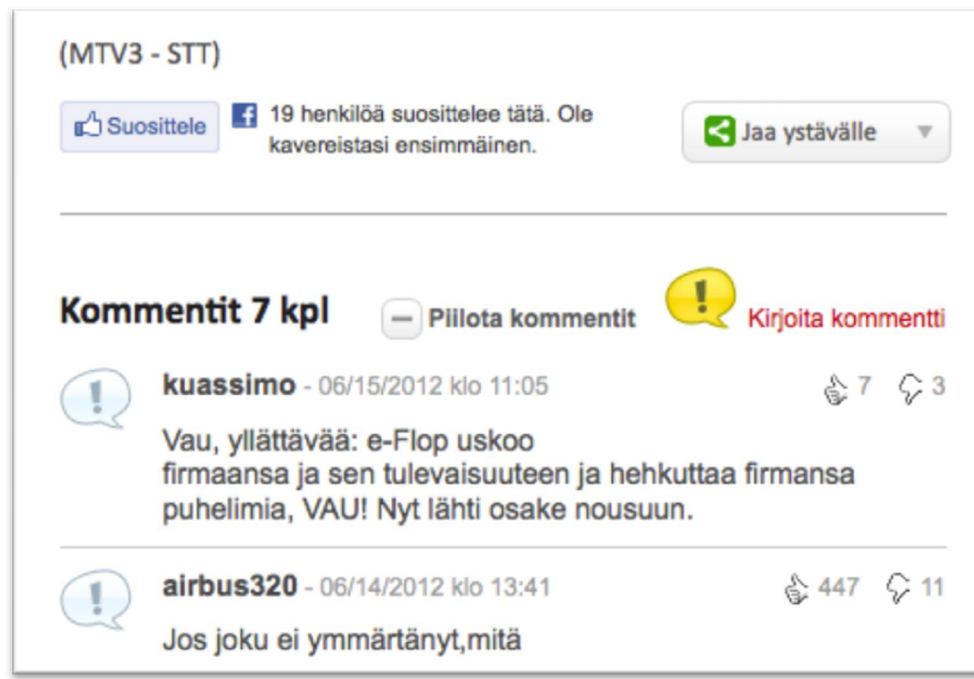 (MTV3 - STT)
Suosittele
19 henkilöä suosittelee tätä. Ole
kavereistasi ensimmäinen.
Jaa ystävälle
Kommentit 7 kpl
Piilota kommentit
Kirjoita kommentti
kuassimo - 06/15/2012 klo 11:05 7 3
Vau, yllättävää: e-Flop uskoo
firmaansa ja sen tulevaisuuteen ja hehkuttaa firmansa
puhelimia, VAU! Nyt lähti osake nousuun.
airbus320 - 06/14/2012 klo 13:41 447 11
Jos joku ei ymmärtänyt,mitä